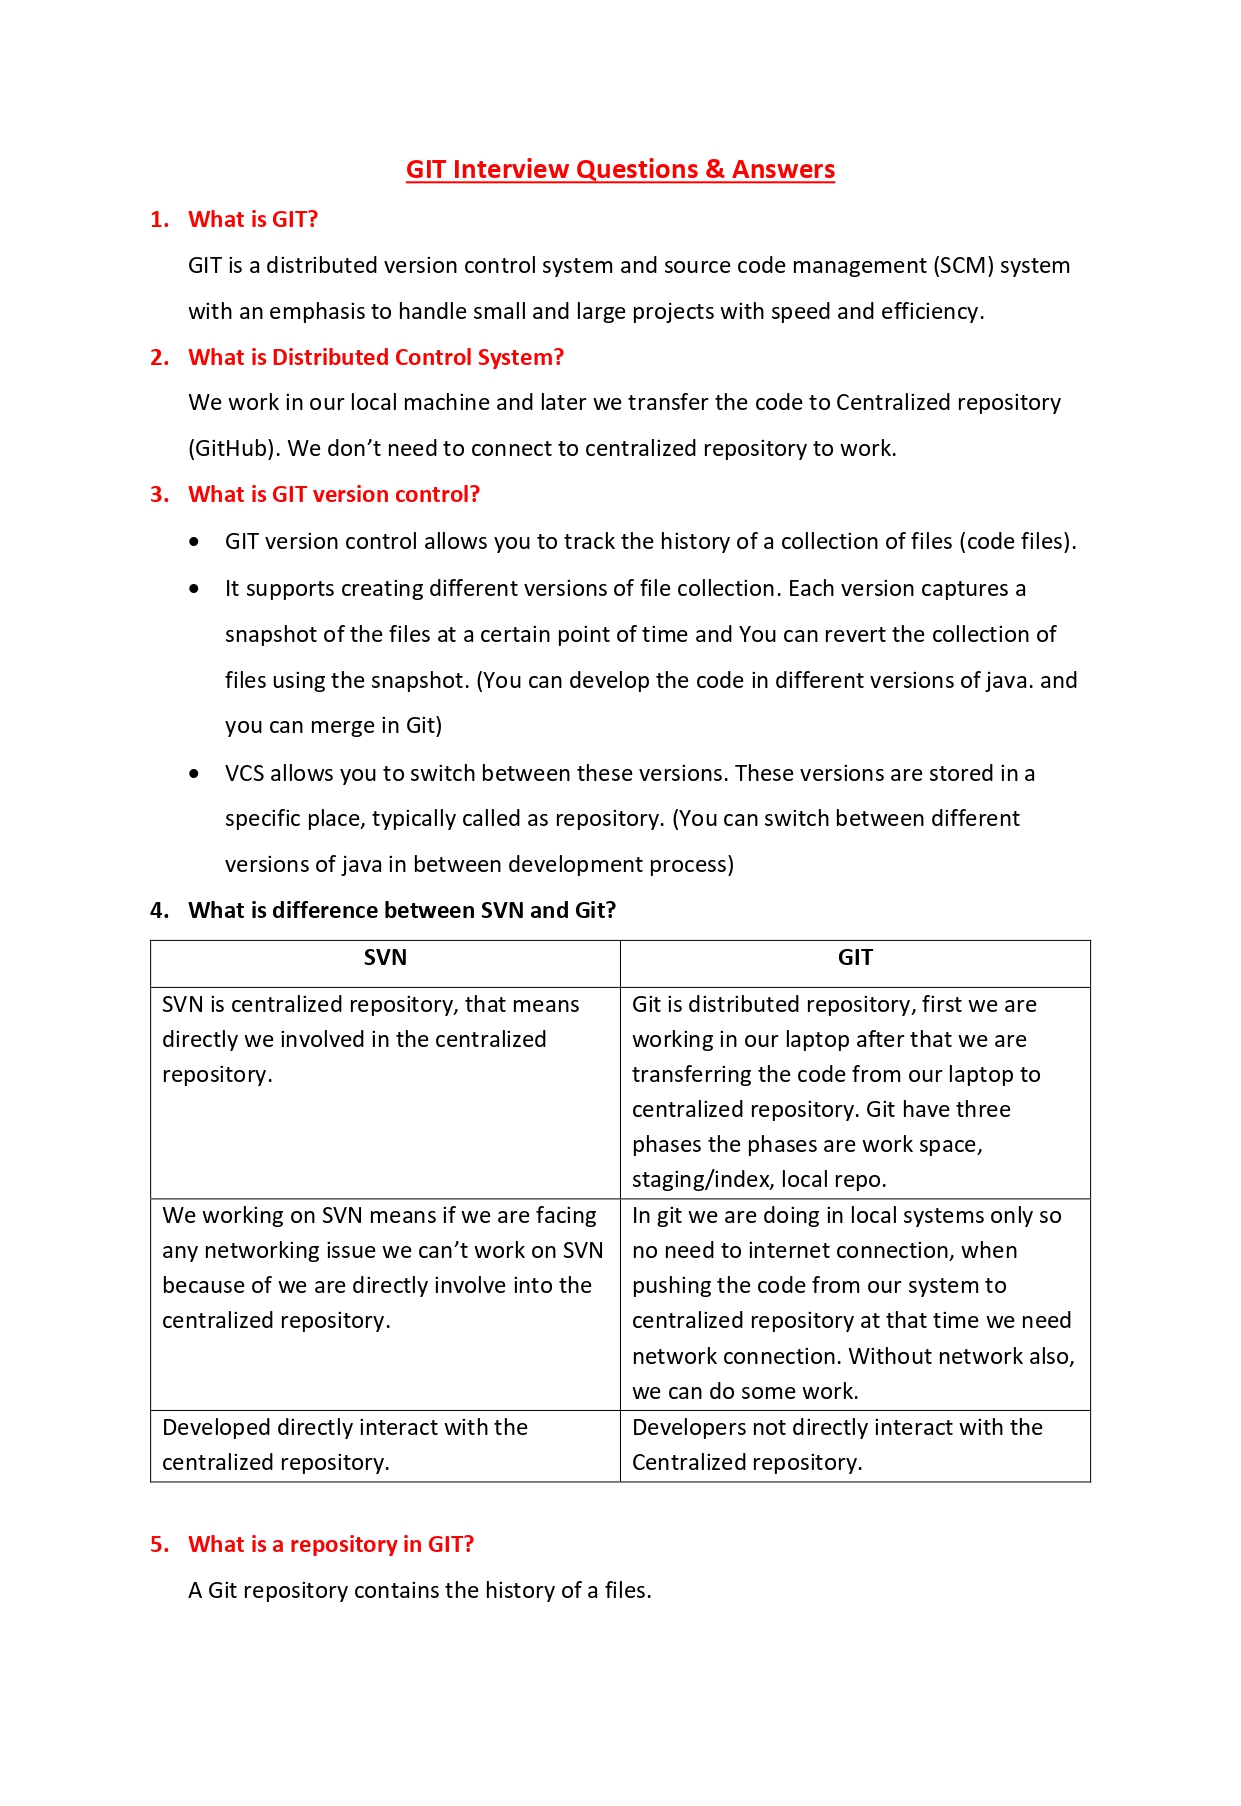 GIT Interview Questions & Answers
1. What is GIT?
GIT is a distributed version control system and source code management (SCM) system
with an emphasis to handle small and large projects with speed and efficiency.
2. What is Distributed Control System?
We work in our local machine and later we transfer the code to Centralized repository
(GitHub). We don’t need to connect to centralized repository to work.
3. What is GIT version control?
• GIT version control allows you to track the history of a collection of files (code files).
• It supports creating different versions of file collection. Each version captures a
snapshot of the files at a certain point of time and You can revert the collection of
files using the snapshot. (You can develop the code in different versions of java. and
you can merge in Git)
• VCS allows you to switch between these versions. These versions are stored in a
specific place, typically called as repository. (You can switch between different
versions of java in between development process)
4. What is difference between SVN and Git?
SVN
GIT
SVN is centralized repository, that means
directly we involved in the centralized
repository.
Git is distributed repository, first we are
working in our laptop after that we are
transferring the code from our laptop to
centralized repository. Git have three
phases the phases are work space,
staging/index, local repo.
We working on SVN means if we are facing
any networking issue we can’t work on SVN
because of we are directly involve into the
centralized repository.
In git we are doing in local systems only so
no need to internet connection, when
pushing the code from our system to
centralized repository at that time we need
network connection. Without network also,
we can do some work.
Developed directly interact with the
centralized repository.
Developers not directly interact with the
Centralized repository.
5. What is a repository in GIT?
A Git repository contains the history of a files.